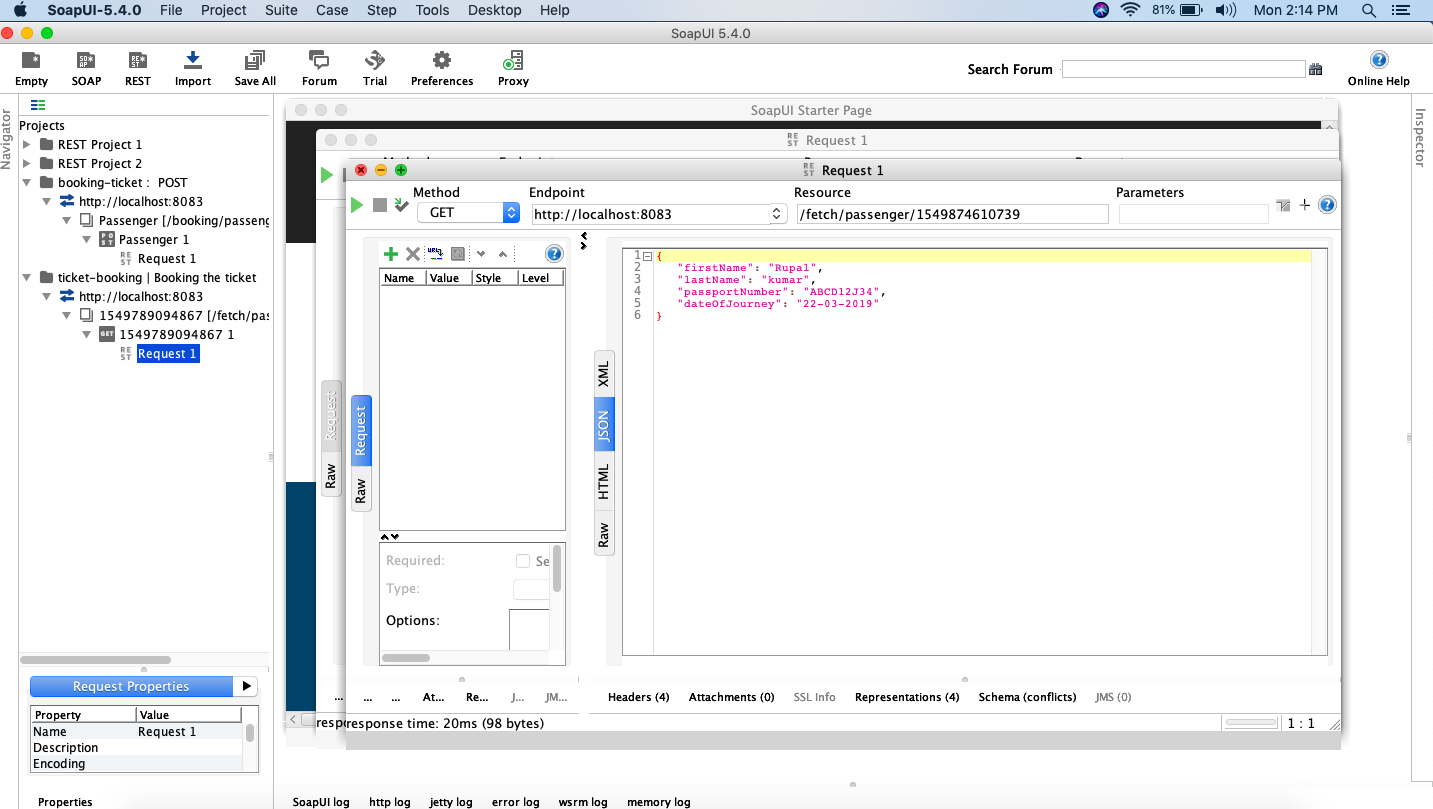 SoapUI-5.4.0 File Project Suite Case Step Tools Desktop Help 81% Mon 2:14 PM
SoapUI 5.4.0
Empty SOAP REST Import Save All Forum Trial Preferences Proxy
Search Forum
Online Help
Navigator
Inspector
Projects
REST Project 1
REST Project 2
booking-ticket : POST
http://localhost:8083
Passenger [/booking/passeng
Passenger 1
Request 1
ticket-booking | Booking the ticket
http://localhost:8083
1549789094867 [/fetch/pas
1549789094867 1
Request 1
SoapUI Starter Page
Request 1
Request 1
Method Endpoint Resource Parameters
GET http://localhost:8083 /fetch/passenger/1549874610739
Name Value Style Level
Request
Raw
Request
Raw
Required: Se
Type:
Options:
XML
JSON
HTML
Raw
1 {
2 "firstName": "Rupal",
3 "lastName": "kumar",
4 "passportNumber": "ABCD12J34",
5 "dateOfJourney": "22-03-2019"
6 }
... ... ... At... Re... J... JM...
Headers (4) Attachments (0) SSL Info Representations (4) Schema (conflicts) JMS (0)
response time: 20ms (98 bytes)
1 : 1
Request Properties
Property Value
Name Request 1
Description
Encoding
Properties
SoapUI log http log jetty log error log wsrm log memory log